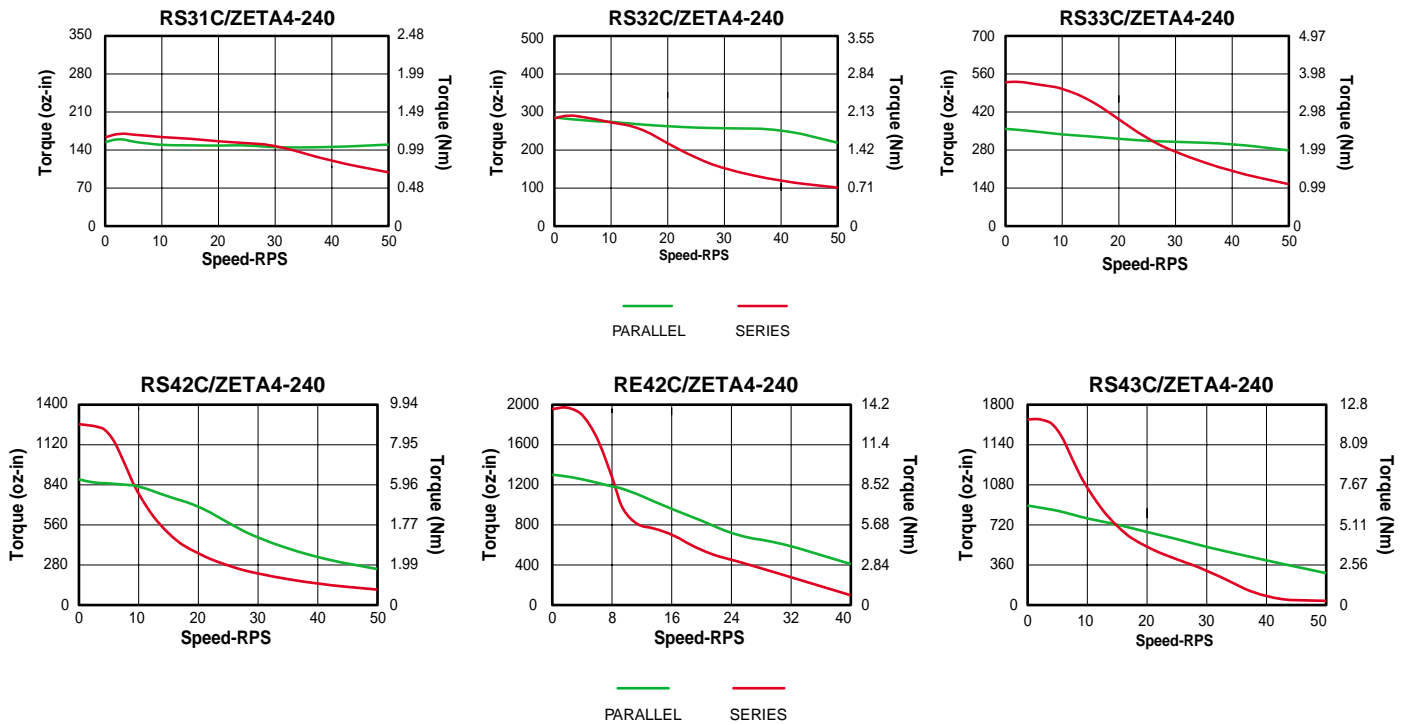 RS31C/ZETA4-240
350
280
210
140
70
0
Torque (oz-in)
2.48
1.99
1.49
0.99
0.48
0
Torque (Nm)
0 10 20 30 40 50
Speed-RPS
RS32C/ZETA4-240
500
400
300
200
100
0
Torque (oz-in)
3.55
2.84
2.13
1.42
0.71
0
Torque (Nm)
0 10 20 30 40 50
Speed-RPS
RS33C/ZETA4-240
700
560
420
280
140
0
Torque (oz-in)
4.97
3.98
2.98
1.99
0.99
0
Torque (Nm)
0 10 20 30 40 50
Speed-RPS
PARALLEL SERIES
RS42C/ZETA4-240
1400
1120
840
560
280
0
Torque (oz-in)
9.94
7.95
5.96
1.77
1.99
0
Torque (Nm)
0 10 20 30 40 50
Speed-RPS
RE42C/ZETA4-240
2000
1600
1200
800
400
0
Torque (oz-in)
14.2
11.4
8.52
5.68
2.84
0
Torque (Nm)
0 8 16 24 32 40
Speed-RPS
RS43C/ZETA4-240
1800
1140
1080
720
360
0
Torque (oz-in)
12.8
8.09
7.67
5.11
2.56
0
Torque (Nm)
0 10 20 30 40 50
Speed-RPS
PARALLEL SERIES